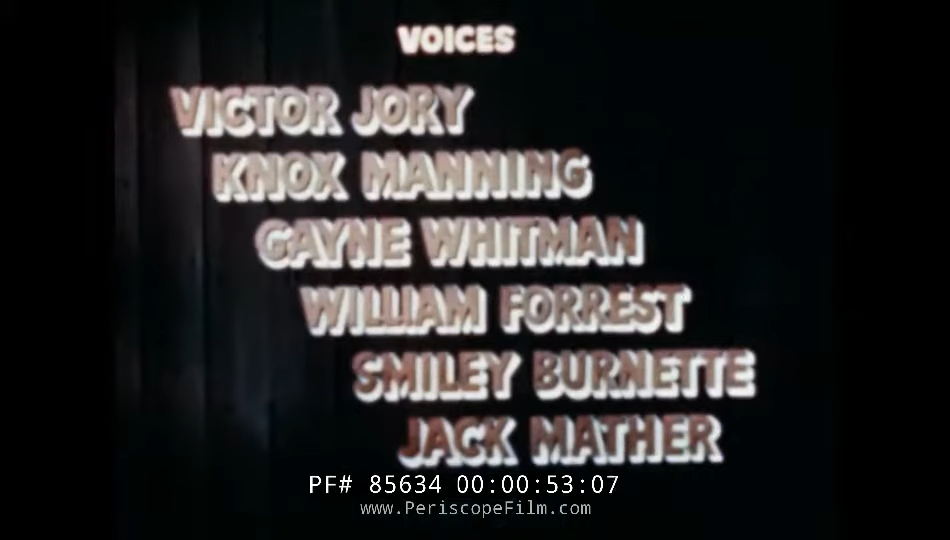 VOICES
VICTOR JORY
KNOX MANNING
GAYNE WHITMAN
WILLIAM FORREST
SMILEY BURNETTE
JACK MATHER
PF# 85634 00:00:53:07
www.PeriscopeFilm.com